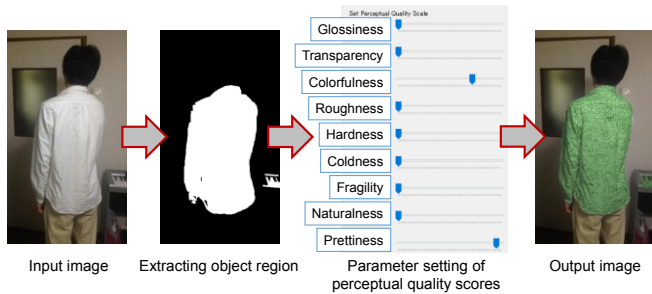 Set Perceptual Quality Scale
Glossiness
Transparency
Colorfulness
Roughness
Hardness
Coldness
Fragility
Naturalness
Prettiness
Input image
Extracting object region
Parameter setting of
perceptual quality scores
Output image